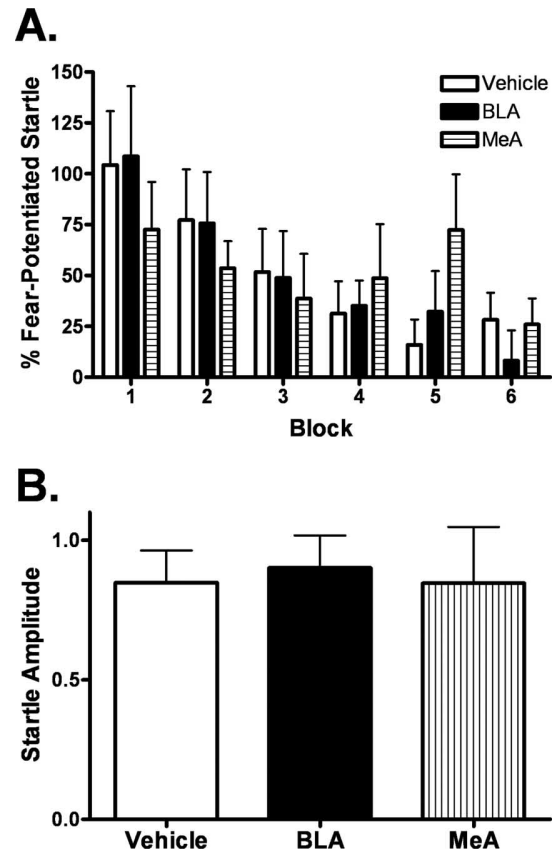 A.
% Fear-Potentiated Startle
150
125
100
75
50
25
0
Vehicle
BLA
MeA
1 2 3 4 5 6
Block
B.
Startle Amplitude
1.0
0.5
0.0
Vehicle BLA MeA